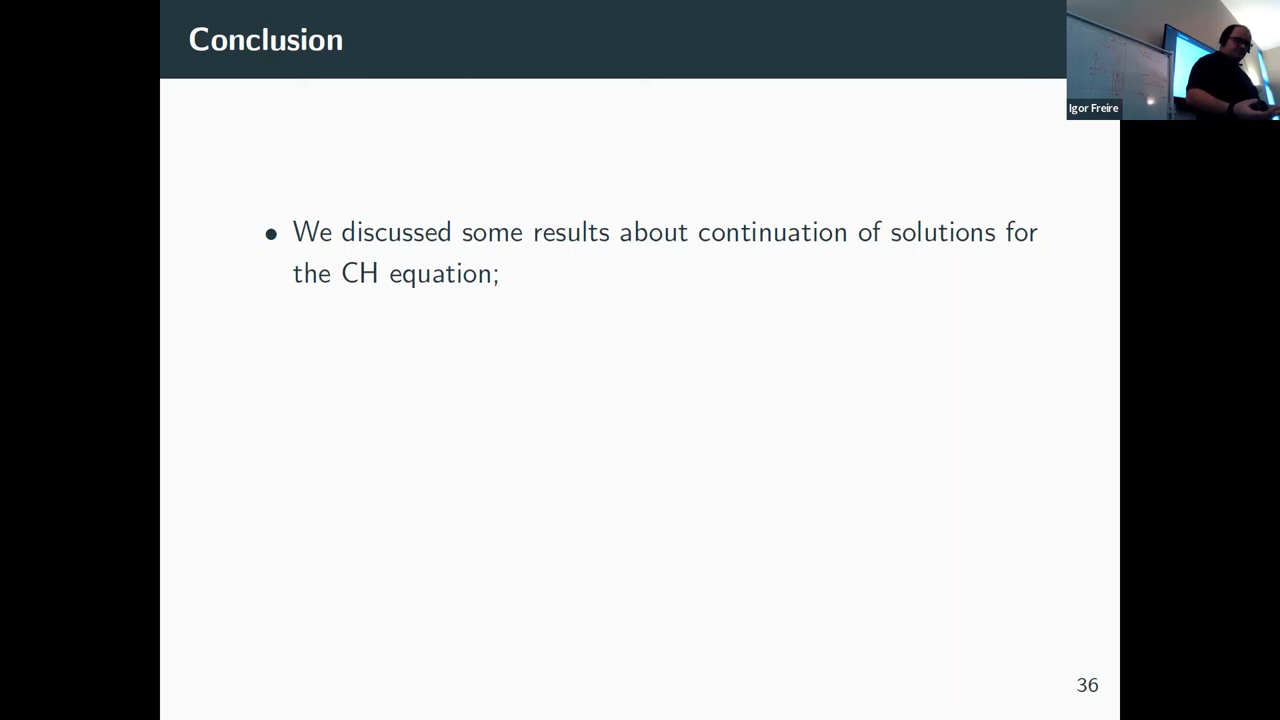 Conclusion
Igor Freire
• We discussed some results about continuation of solutions for
the CH equation;
36